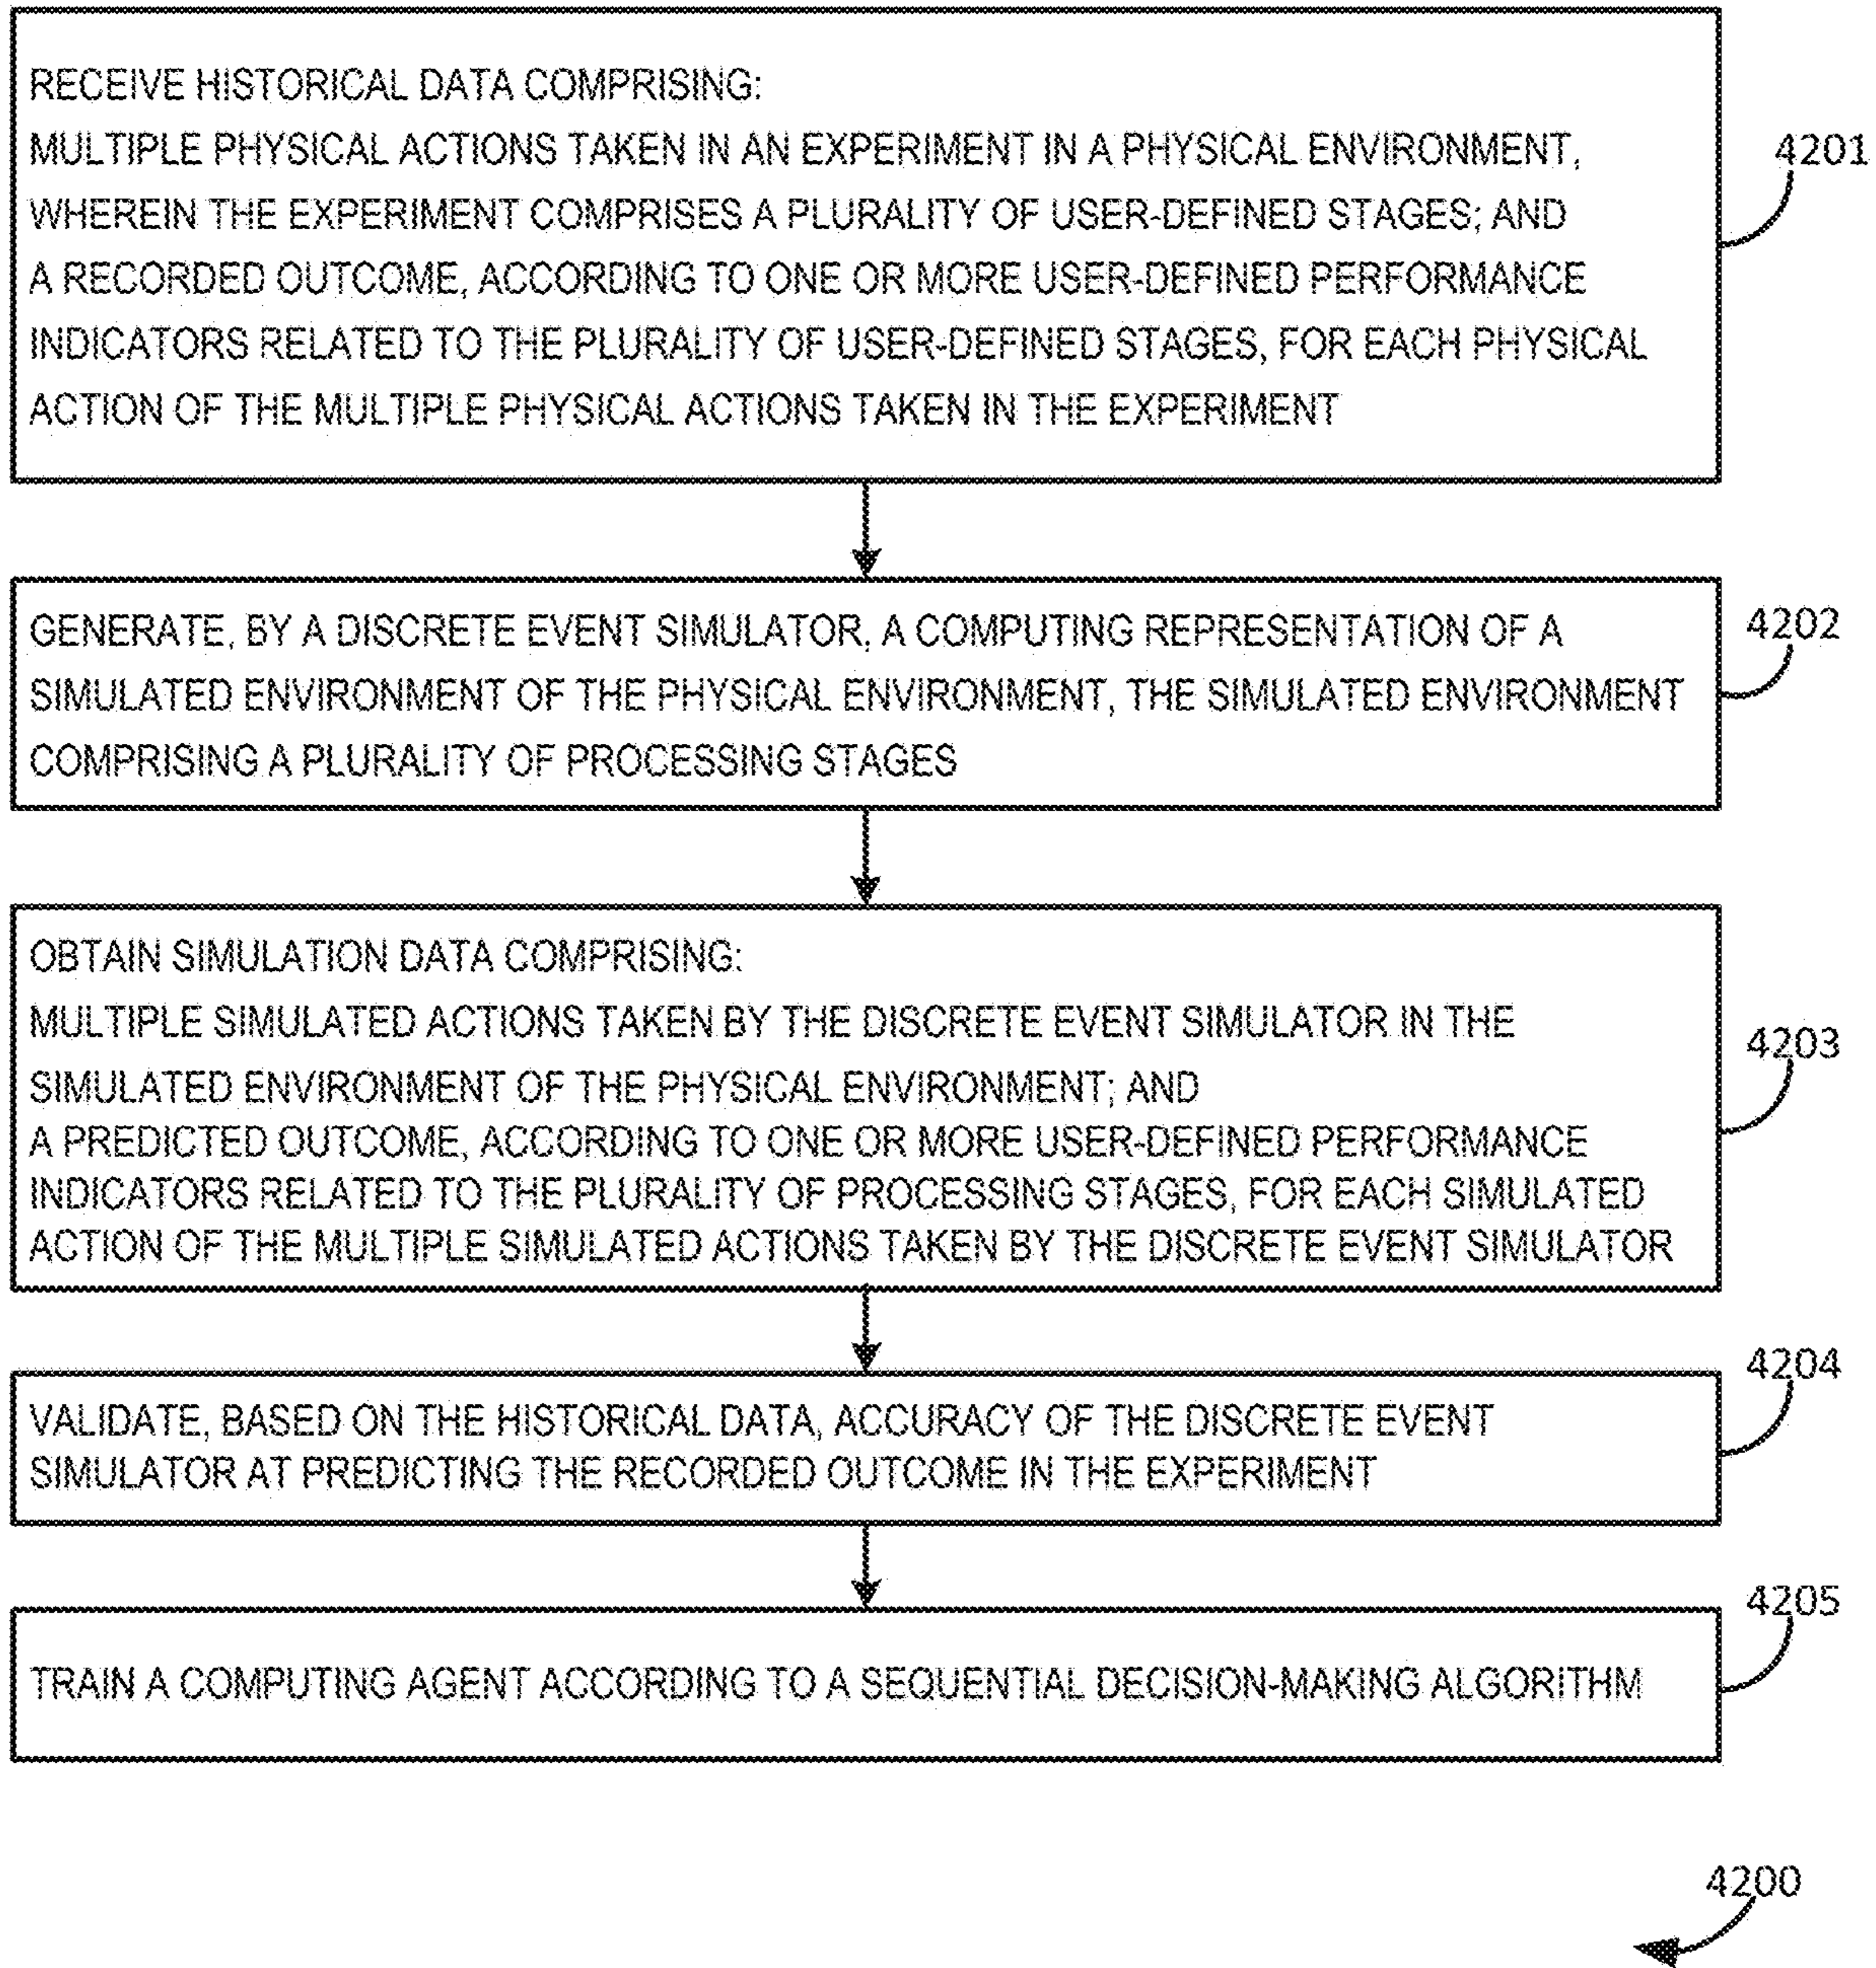 RECEIVE HISTORICAL DATA COMPRISING:
MULTIPLE PHYSICAL ACTIONS TAKEN IN AN EXPERIMENT IN A PHYSICAL ENVIRONMENT,
WHEREIN THE EXPERIMENT COMPRISES A PLURALITY OF USER-DEFINED STAGES; AND
A RECORDED OUTCOME, ACCORDING TO ONE OR MORE USER-DEFINED PERFORMANCE
INDICATORS RELATED TO THE PLURALITY OF USER-DEFINED STAGES, FOR EACH PHYSICAL
ACTION OF THE MULTIPLE PHYSICAL ACTIONS TAKEN IN THE EXPERIMENT
4201
GENERATE, BY A DISCRETE EVENT SIMULATOR, A COMPUTING REPRESENTATION OF A
SIMULATED ENVIRONMENT OF THE PHYSICAL ENVIRONMENT, THE SIMULATED ENVIRONMENT
COMPRISING A PLURALITY OF PROCESSING STAGES
4202
OBTAIN SIMULATION DATA COMPRISING:
MULTIPLE SIMULATED ACTIONS TAKEN BY THE DISCRETE EVENT SIMULATOR IN THE
SIMULATED ENVIRONMENT OF THE PHYSICAL ENVIRONMENT; AND
A PREDICTED OUTCOME, ACCORDING TO ONE OR MORE USER-DEFINED PERFORMANCE
INDICATORS RELATED TO THE PLURALITY OF PROCESSING STAGES, FOR EACH SIMULATED
ACTION OF THE MULTIPLE SIMULATED ACTIONS TAKEN BY THE DISCRETE EVENT SIMULATOR
4203
VALIDATE, BASED ON THE HISTORICAL DATA, ACCURACY OF THE DISCRETE EVENT
SIMULATOR AT PREDICTING THE RECORDED OUTCOME IN THE EXPERIMENT
4204
TRAIN A COMPUTING AGENT ACCORDING TO A SEQUENTIAL DECISION-MAKING ALGORITHM
4205
4200